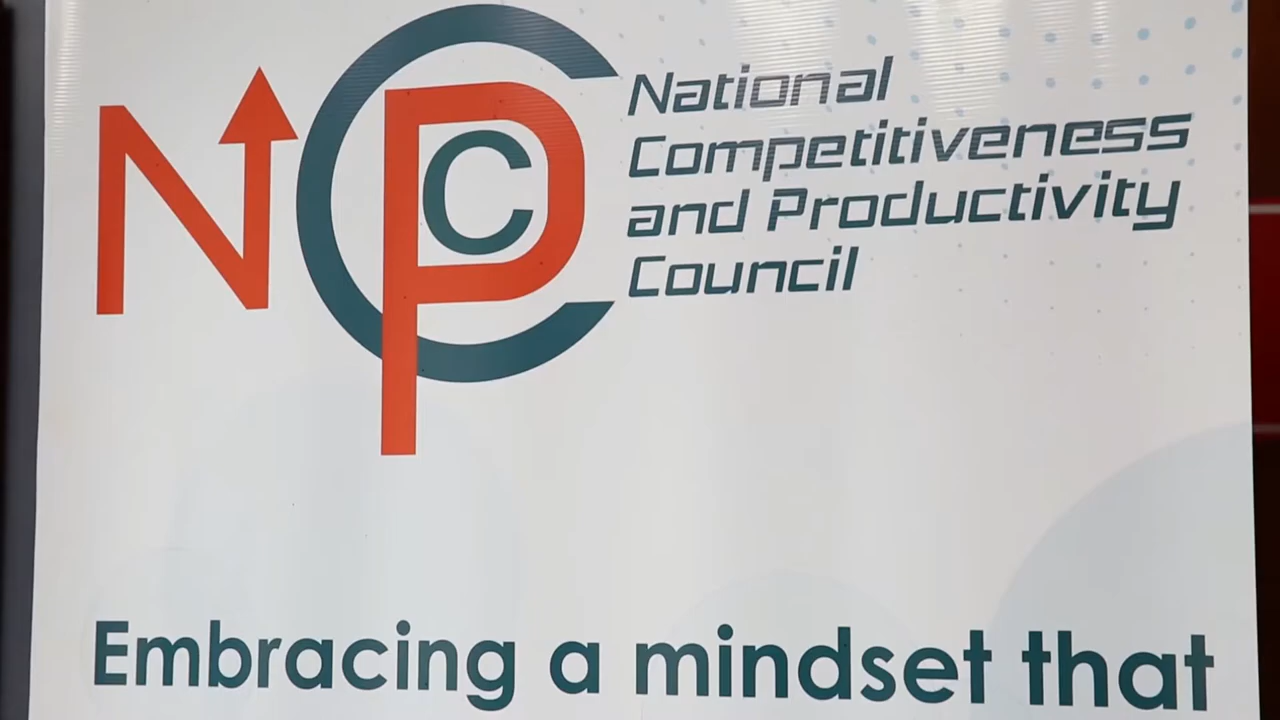 NCPC
National
Competitiveness
and Productivity
Council
Embracing a mindset that